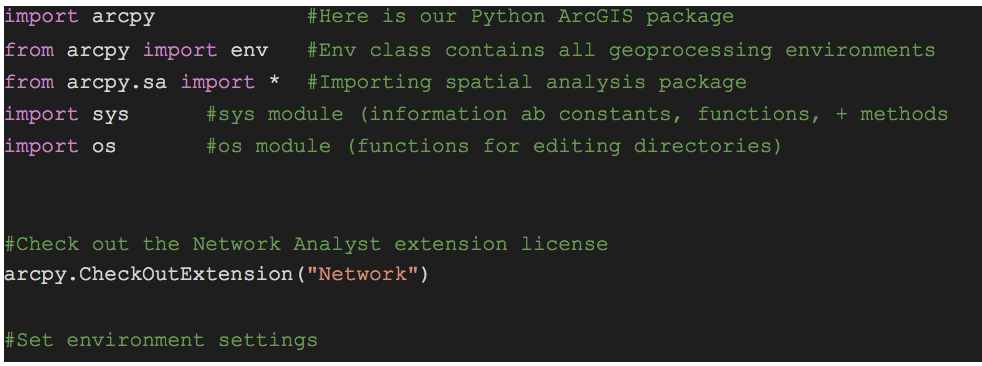 import arcpy #Here is our Python ArcGIS package
from arcpy import env #Env class contains all geoprocessing environments
from arcpy.sa import * #Importing spatial analysis package
import sys #sys module (information ab constants, functions, + methods
import os #os module (functions for editing directories)
#Check out the Network Analyst extension license
arcpy.CheckOutExtension("Network")
#Set environment settings